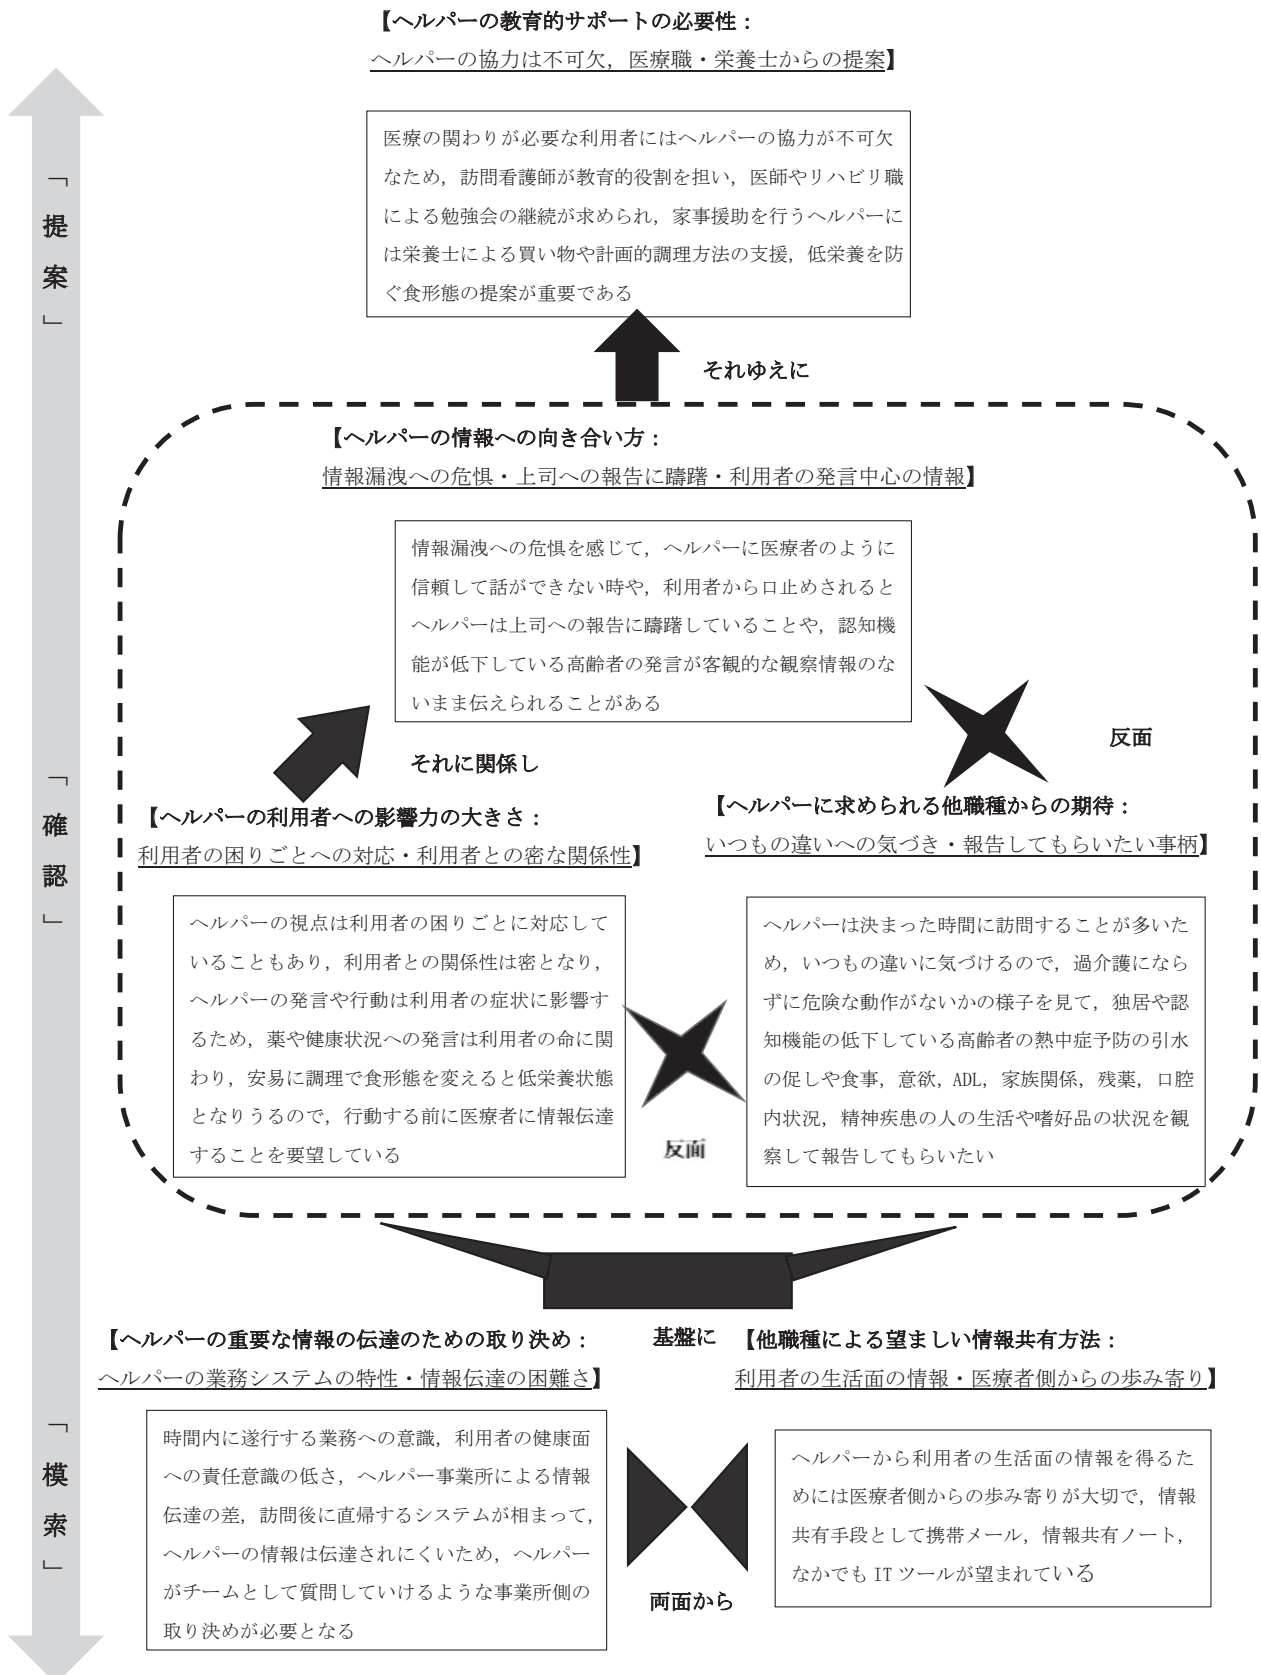 【ヘルパーの教育的サポートの必要性：
ヘルパーの協力は不可欠，医療職・栄養士からの提案】
医療の関わりが必要な利用者にはヘルパーの協力が不可欠
なため，訪問看護師が教育的役割を担い，医師やリハビリ職
による勉強会の継続が求められ，家事援助を行うヘルパーに
は栄養士による買い物や計画的調理方法の支援，低栄養を防
ぐ食形態の提案が重要である
「提案」
それゆえに
【ヘルパーの情報への向き合い方：
情報漏洩への危惧・上司への報告に躊躇・利用者の発言中心の情報】
情報漏洩への危惧を感じて，ヘルパーに医療者のように
信頼して話ができない時や，利用者から口止めされると
ヘルパーは上司への報告に躊躇していることや，認知機
能が低下している高齢者の発言が客観的な観察情報のな
いまま伝えられることがある
反面
それに関係し
「確認」
【ヘルパーの利用者への影響力の大きさ：
利用者の困りごとへの対応・利用者との密な関係性】
ヘルパーの視点は利用者の困りごとに対応して
いることもあり，利用者との関係性は密となり，
ヘルパーの発言や行動は利用者の症状に影響す
るため，薬や健康状況への発言は利用者の命に関
わり，安易に調理で食形態を変えると低栄養状態
となりうるので，行動する前に医療者に情報伝達
することを要望している
反面
【ヘルパーに求められる他職種からの期待：
いつもの違いへの気づき・報告してもらいたい事柄】
ヘルパーは決まった時間に訪問することが多いた
め，いつもの違いに気づけるので，過介護になら
ずに危険な動作がないかの様子を見て，独居や認
知機能の低下している高齢者の熱中症予防の引水
の促しや食事，意欲，ADL，家族関係，残薬，口腔
内状況，精神疾患の人の生活や嗜好品の状況を観
察して報告してもらいたい
基盤に
【ヘルパーの重要な情報の伝達のための取り決め：
ヘルパーの業務システムの特性・情報伝達の困難さ】
時間内に遂行する業務への意識，利用者の健康面
への責任意識の低さ，ヘルパー事業所による情報
伝達の差，訪問後に直帰するシステムが相まって，
ヘルパーの情報は伝達されにくいため，ヘルパー
がチームとして質問していけるような事業所側の
取り決めが必要となる
両面から
【他職種による望ましい情報共有方法：
利用者の生活面の情報・医療者側からの歩み寄り】
ヘルパーから利用者の生活面の情報を得るた
めには医療者側からの歩み寄りが大切で，情報
共有手段として携帯メール，情報共有ノート，
なかでも IT ツールが望まれている
「模索」